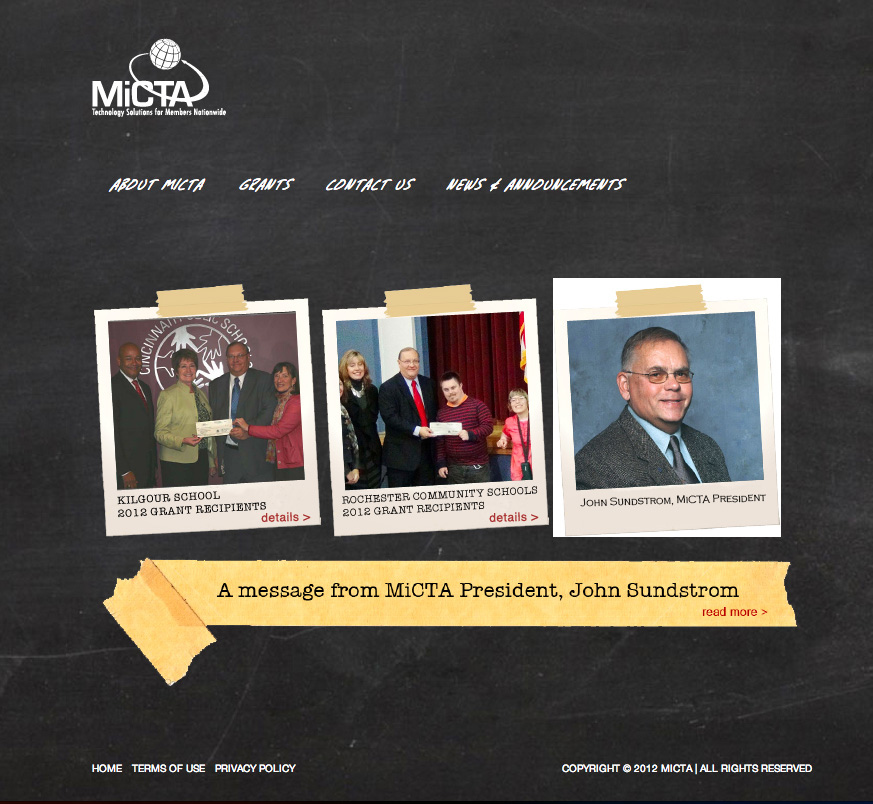 MiCTA
Technology Solutions for Members Nationwide
ABOUT MICTA
GRANTS
CONTACT US
NEWS & ANNOUNCEMENTS
CINCINNATI PUBLIC SCHOOL
KILGOUR SCHOOL
2012 GRANT RECIPIENTS
details >
ROCHESTER COMMUNITY SCHOOLS
2012 GRANT RECIPIENTS
details >
JOHN SUNDSTROM, MICTA PRESIDENT
A message from MiCTA President, John Sundstrom
read more >
HOME TERMS OF USE PRIVACY POLICY
COPYRIGHT © 2012 MICTA | ALL RIGHTS RESERVED